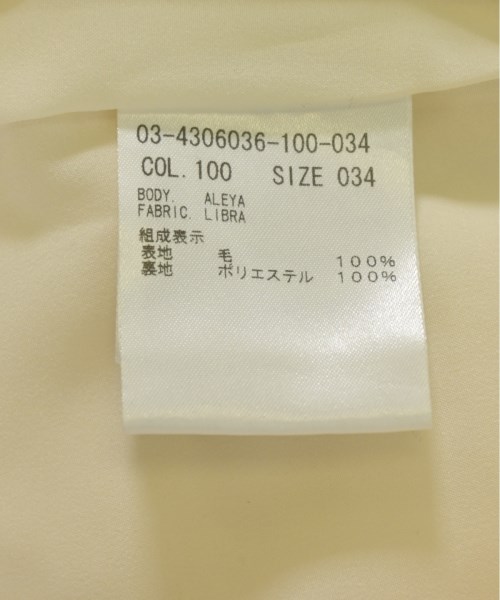 03-4306036-100-034
COL. 100 SIZE 034
BODY. ALEYA
FABRIC. LIBRA
組成表示
表地 毛 100%
裏地 ポリエステル 100%